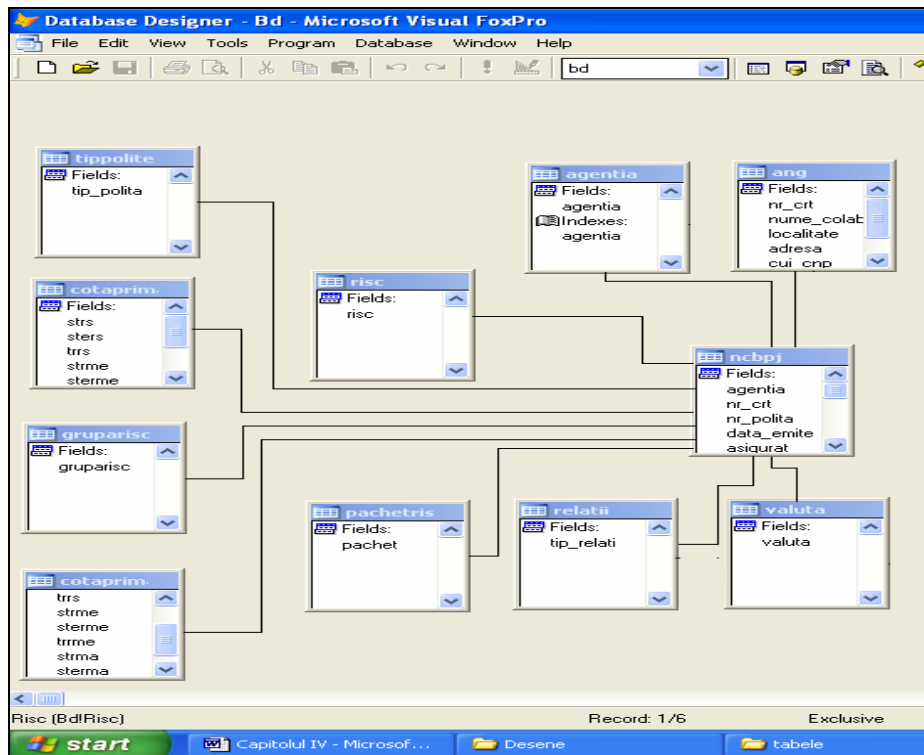 Database Designer - Bd - Microsoft Visual FoxPro
File Edit View Tools Program Database Window Help
bd
tippolite
Fields:
tip_polita
cotaprim.
Fields:
strs
sters
trrs
strme
sterme
gruparisc
Fields:
gruparisc
cotaprim.
trrs
strme
sterme
trrme
strma
sterma
risc
Fields:
risc
pachetris
Fields:
pachet
agentia
Fields:
agentia
Indexes:
agentia
ang
Fields:
nr_crt
nume_colab
localitate
adresa
cui_cnp
ncbpj
Fields:
agentia
nr_crt
nr_polita
data_emite
asigurat
relatii
Fields:
tip_relati
valuta
Fields:
valuta
Risc (Bd!Risc) Record: 1/6 Exclusive
start Capitolul IV - Microsof... Desene tabele